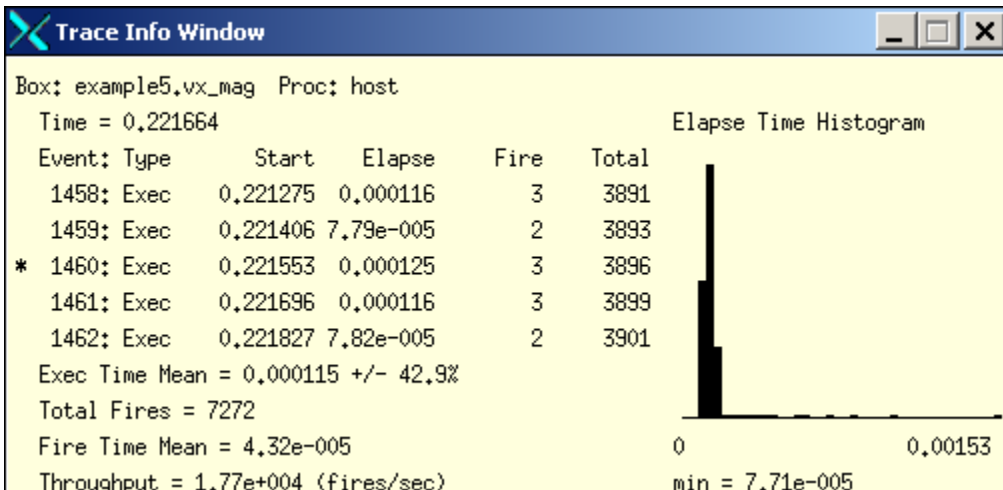 Trace Info Window
Box: example5.vx_mag Proc: host
Time = 0.221664 Elapse Time Histogram
Event: Type Start Elapse Fire Total
1458: Exec 0.221275 0.000116 3 3891
1459: Exec 0.221406 7.79e-005 2 3893
* 1460: Exec 0.221553 0.000125 3 3896
1461: Exec 0.221696 0.000116 3 3899
1462: Exec 0.221827 7.82e-005 2 3901
Exec Time Mean = 0.000115 +/- 42.9%
Total Fires = 7272
Fire Time Mean = 4.32e-005 0 0.00153
Throughput = 1.77e+004 (fires/sec) min = 7.71e-005